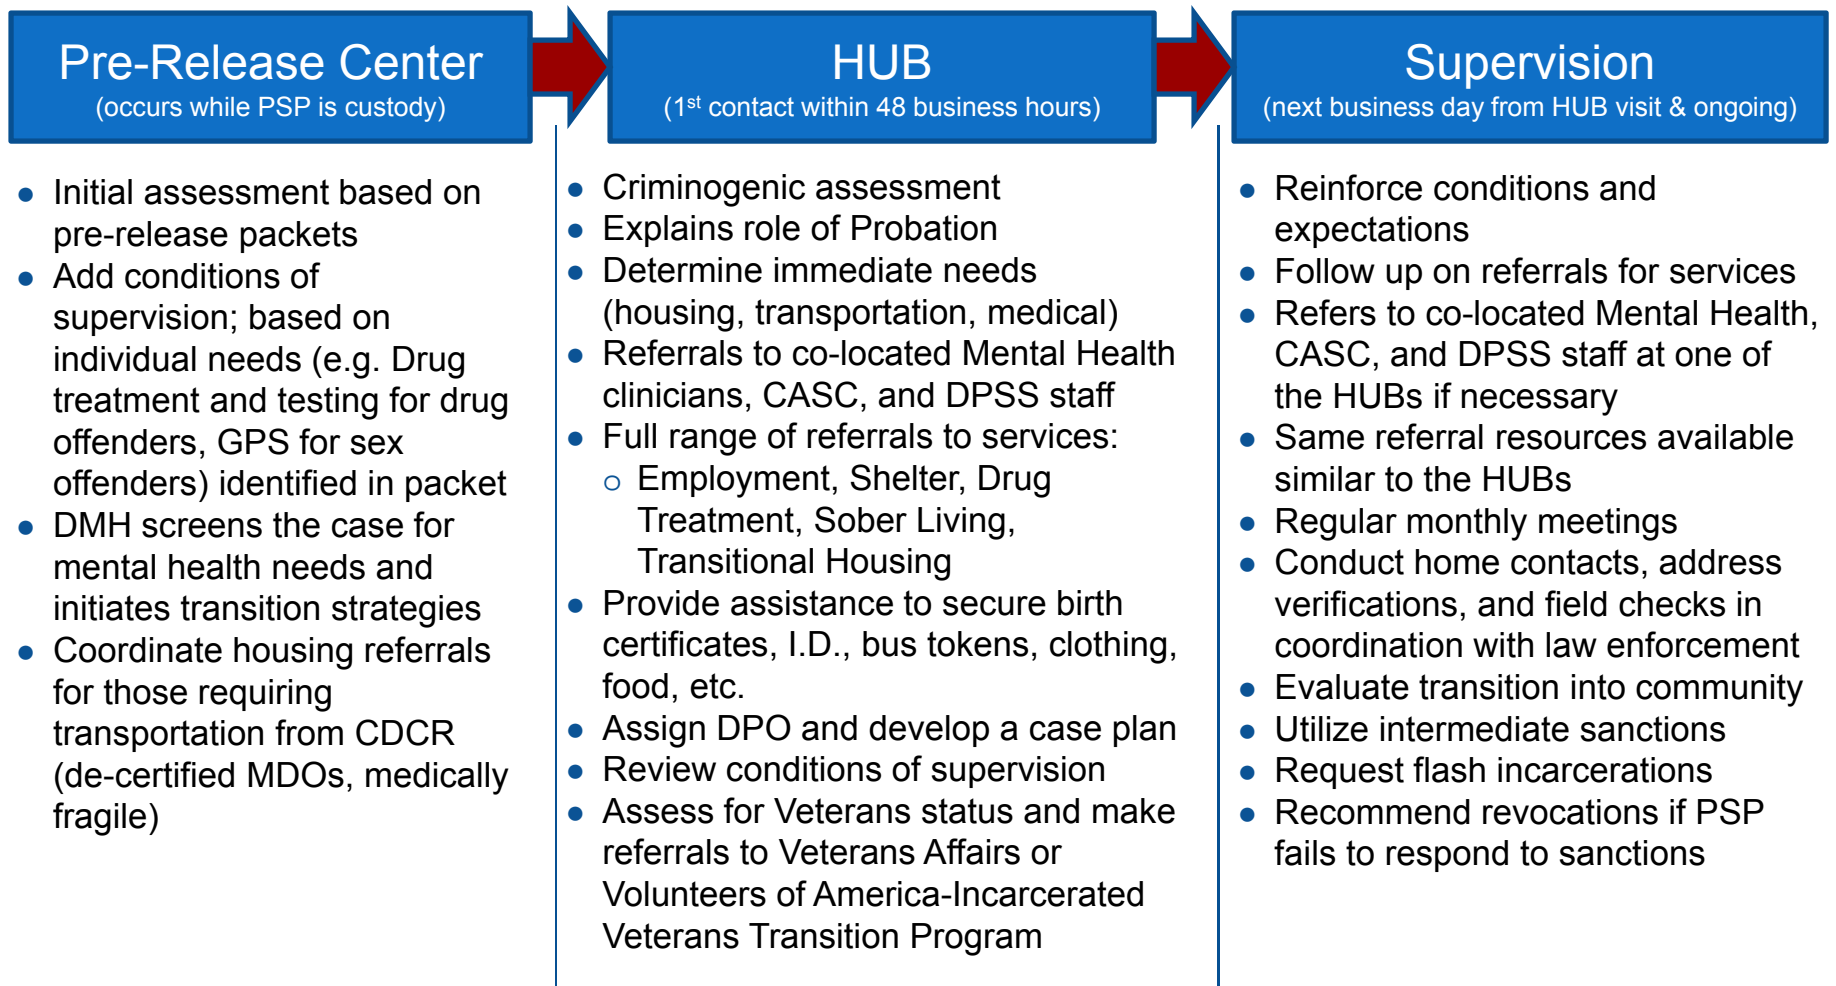 Pre-Release Center
(occurs while PSP is custody)
● Initial assessment based on
pre-release packets
● Add conditions of
supervision; based on
individual needs (e.g. Drug
treatment and testing for drug
offenders, GPS for sex
offenders) identified in packet
● DMH screens the case for
mental health needs and
initiates transition strategies
● Coordinate housing referrals
for those requiring
transportation from CDCR
(de-certified MDOs, medically
fragile)
HUB
(1st contact within 48 business hours)
● Criminogenic assessment
● Explains role of Probation
● Determine immediate needs
(housing, transportation, medical)
● Referrals to co-located Mental Health
clinicians, CASC, and DPSS staff
● Full range of referrals to services:
○ Employment, Shelter, Drug
Treatment, Sober Living,
Transitional Housing
● Provide assistance to secure birth
certificates, I.D., bus tokens, clothing,
food, etc.
● Assign DPO and develop a case plan
● Review conditions of supervision
● Assess for Veterans status and make
referrals to Veterans Affairs or
Volunteers of America-Incarcerated
Veterans Transition Program
Supervision
(next business day from HUB visit & ongoing)
● Reinforce conditions and
expectations
● Follow up on referrals for services
● Refers to co-located Mental Health,
CASC, and DPSS staff at one of
the HUBs if necessary
● Same referral resources available
similar to the HUBs
● Regular monthly meetings
● Conduct home contacts, address
verifications, and field checks in
coordination with law enforcement
● Evaluate transition into community
● Utilize intermediate sanctions
● Request flash incarcerations
● Recommend revocations if PSP
fails to respond to sanctions